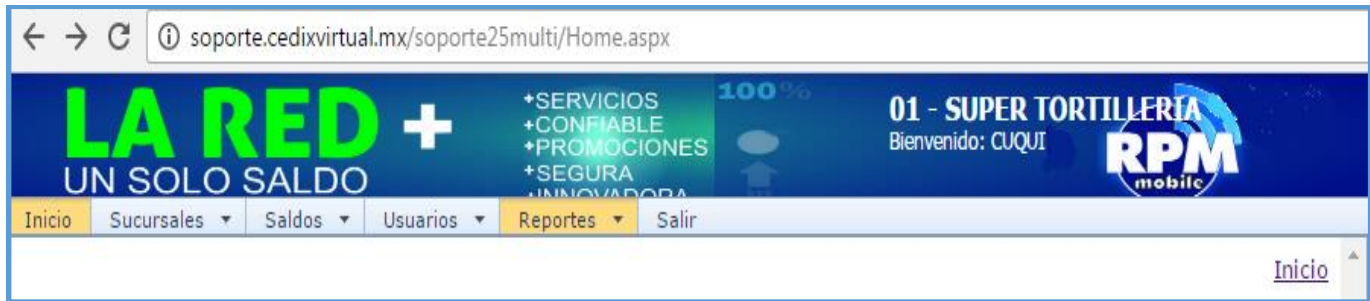 soporte.cedixvirtual.mx/soporte25multi/Home.aspx
LA RED +
UN SOLO SALDO
+SERVICIOS
+CONFIABLE
+PROMOCIONES
+SEGURA
+INNOVADORA
100%
01 - SUPER TORTILLERIA
Bienvenido: CUQUI
RPM
mobile
Inicio Sucursales Saldos Usuarios Reportes Salir
Inicio